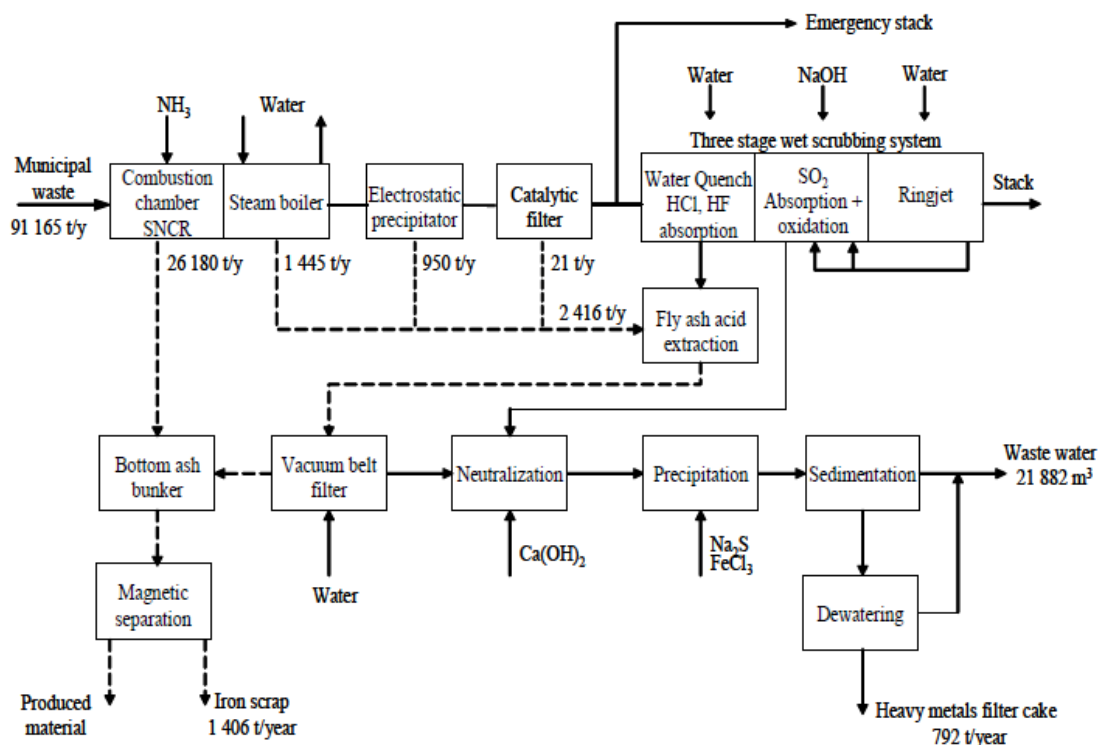 Emergency stack
Water
NaOH
Water
NH3
Water
Three stage wet scrubbing system
Municipal
waste
91 165 t/y
Combustion
chamber
SNCR
Steam boiler
Electrostatic
precipitator
Catalytic
filter
Water Quench
HCl, HF
absorption
SO2
Absorption +
oxidation
Ringjet
Stack
26 180 t/y
1 445 t/y
950 t/y
21 t/y
2 416 t/y
Fly ash acid
extraction
Bottom ash
bunker
Vacuum belt
filter
Neutralization
Precipitation
Sedimentation
Waste water
21 882 m³
Water
Ca(OH)2
Na2S
FeCl3
Magnetic
separation
Dewatering
Produced
material
Iron scrap
1 406 t/year
Heavy metals filter cake
792 t/year